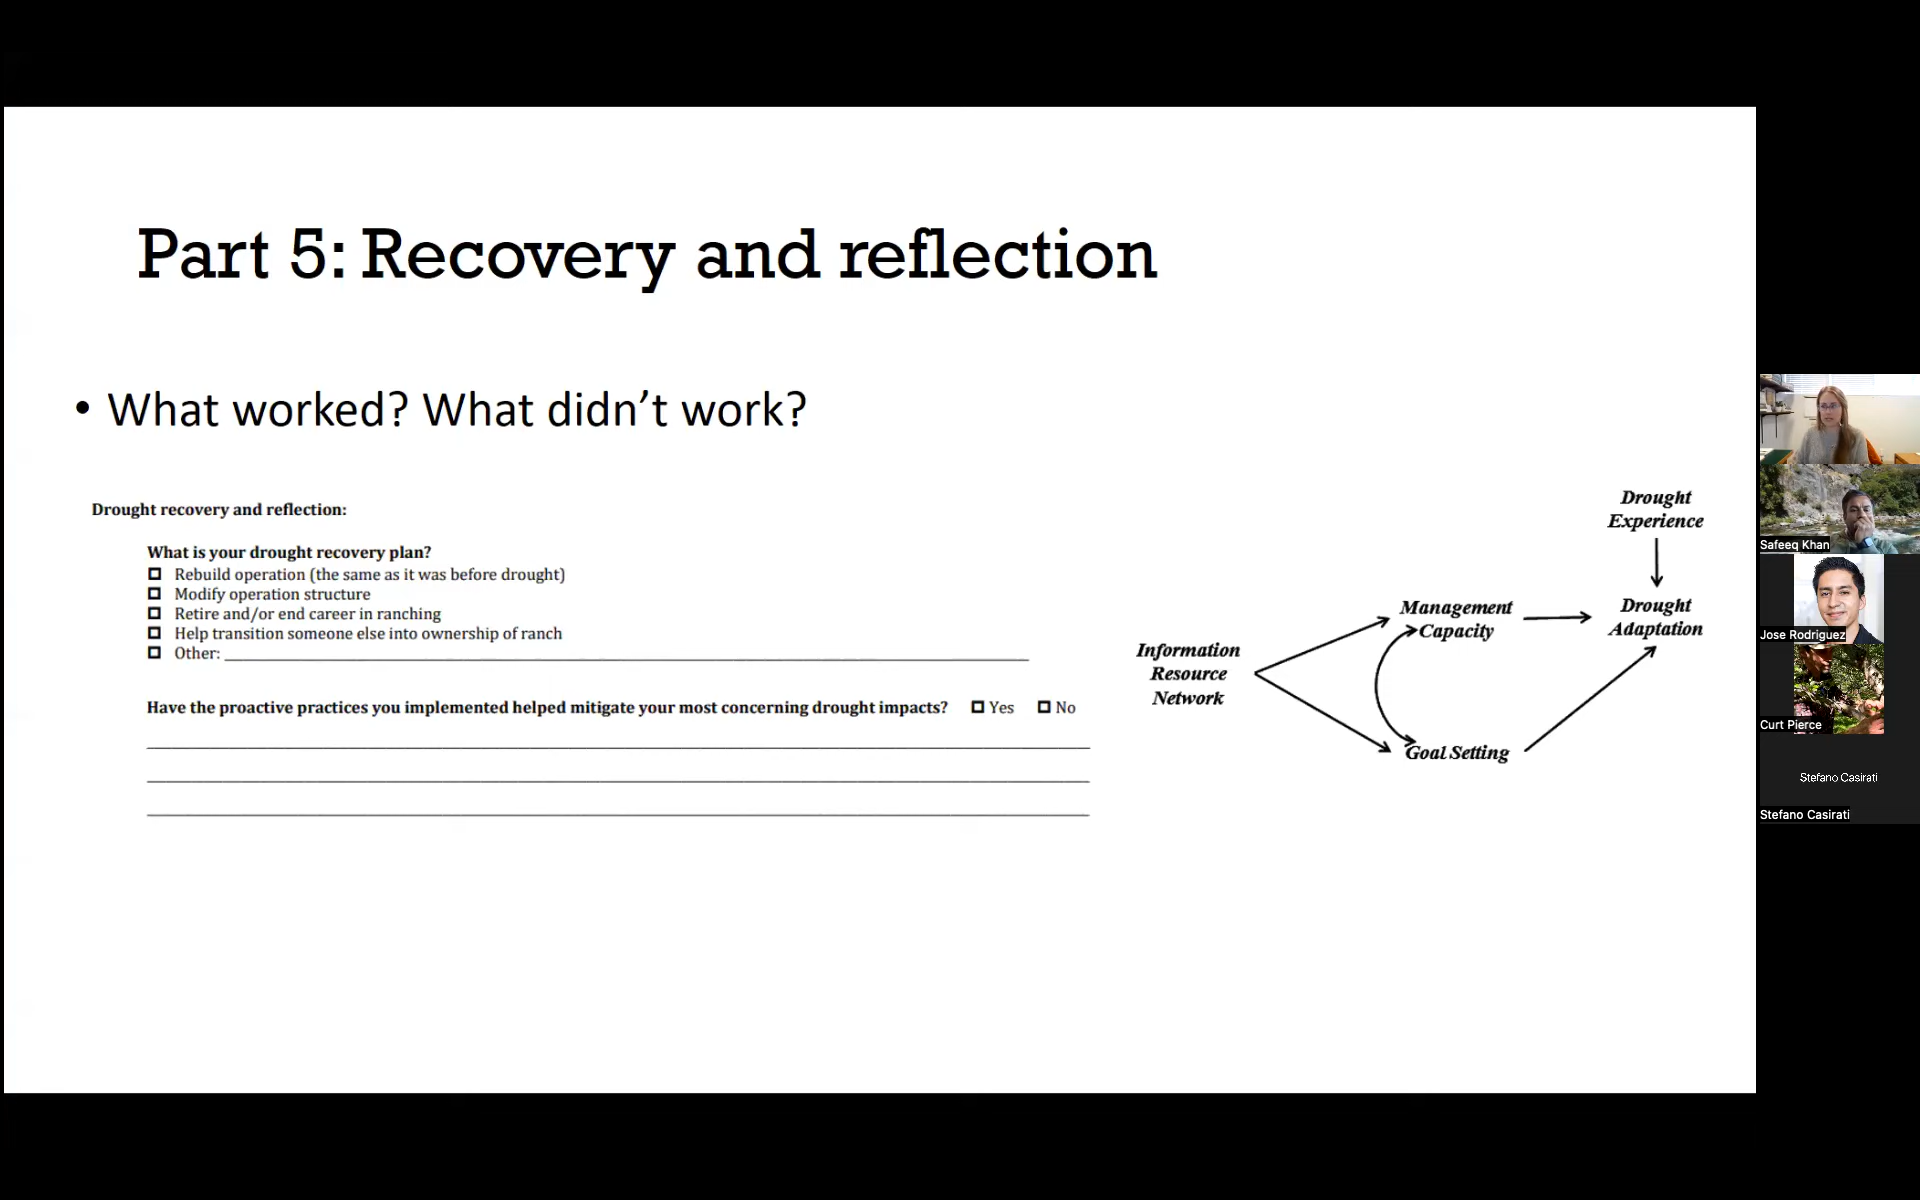 Part 5: Recovery and reflection
• What worked? What didn’t work?
Drought recovery and reflection:
What is your drought recovery plan?
Rebuild operation (the same as it was before drought)
Modify operation structure
Retire and/or end career in ranching
Help transition someone else into ownership of ranch
Other:
Have the proactive practices you implemented helped mitigate your most concerning drought impacts? Yes No
Information
Resource
Network
Management
Capacity
Goal Setting
Drought
Experience
Drought
Adaptation
Safeeq Khan
Jose Rodriguez
Curt Pierce
Stefano Casirati
Stefano Casirati